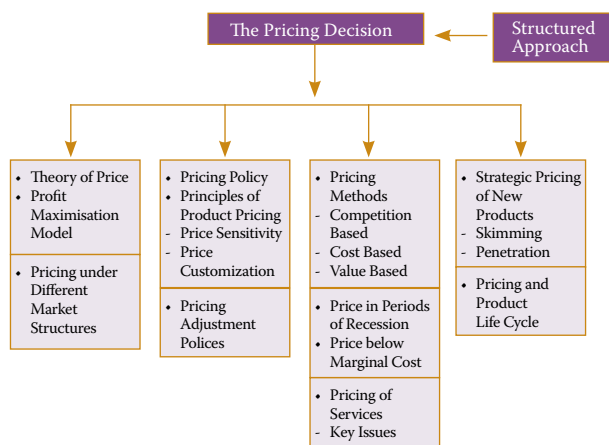 The Pricing Decision
Structured
Approach
• Theory of Price
• Profit
Maximisation
Model
• Pricing under
Different
Market
Structures
• Pricing Policy
• Principles of
Product Pricing
- Price Sensitivity
- Price
Customization
• Pricing
Adjustment
Polices
• Pricing
Methods
- Competition
Based
- Cost Based
- Value Based
• Price in Periods
of Recession
• Price below
Marginal Cost
• Pricing of
Services
- Key Issues
• Strategic Pricing
of New
Products
- Skimming
- Penetration
• Pricing and
Product
Life Cycle